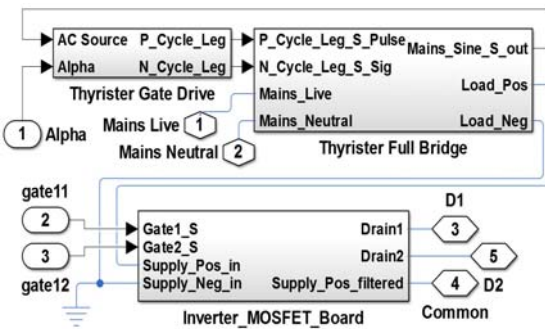 AC Source P_Cycle_Leg
Alpha N_Cycle_Leg
Thyrister Gate Drive
P_Cycle_Leg_S_Pulse
Mains_Sine_S_out
N_Cycle_Leg_S_Sig
Mains_Live
Load_Pos
Mains_Neutral
Load_Neg
Thyrister Full Bridge
1 Alpha
Mains Live 1
Mains Neutral 2
gate11
2
3
gate12
Gate1_S
Gate2_S
Supply_Pos_in
Supply_Neg_in
Drain1
Drain2
Supply_Pos_filtered
Inverter_MOSFET_Board
D1
3
5
4 D2
Common